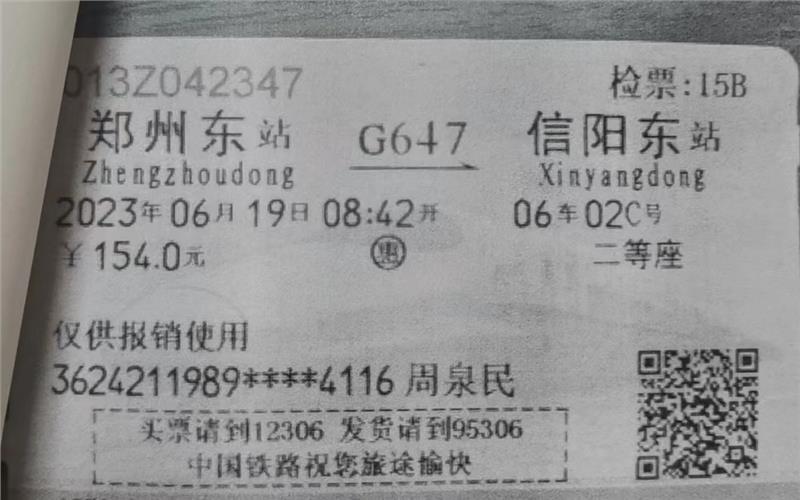 013Z042347 检票:15B
郑州东站 G647 信阳东站
Zhengzhoudong Xinyangdong
2023年06月19日08:42开 06车02C号
￥154.0元 惠 二等座
仅供报销使用
3624211989****4116 周泉民
买票请到12306 发货请到95306
中国铁路祝您旅途愉快